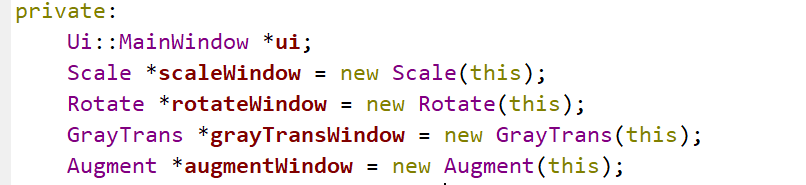 private:
    Ui::MainWindow *ui;
    Scale *scaleWindow = new Scale(this);
    Rotate *rotateWindow = new Rotate(this);
    GrayTrans *grayTransWindow = new GrayTrans(this);
    Augment *augmentWindow = new Augment(this);